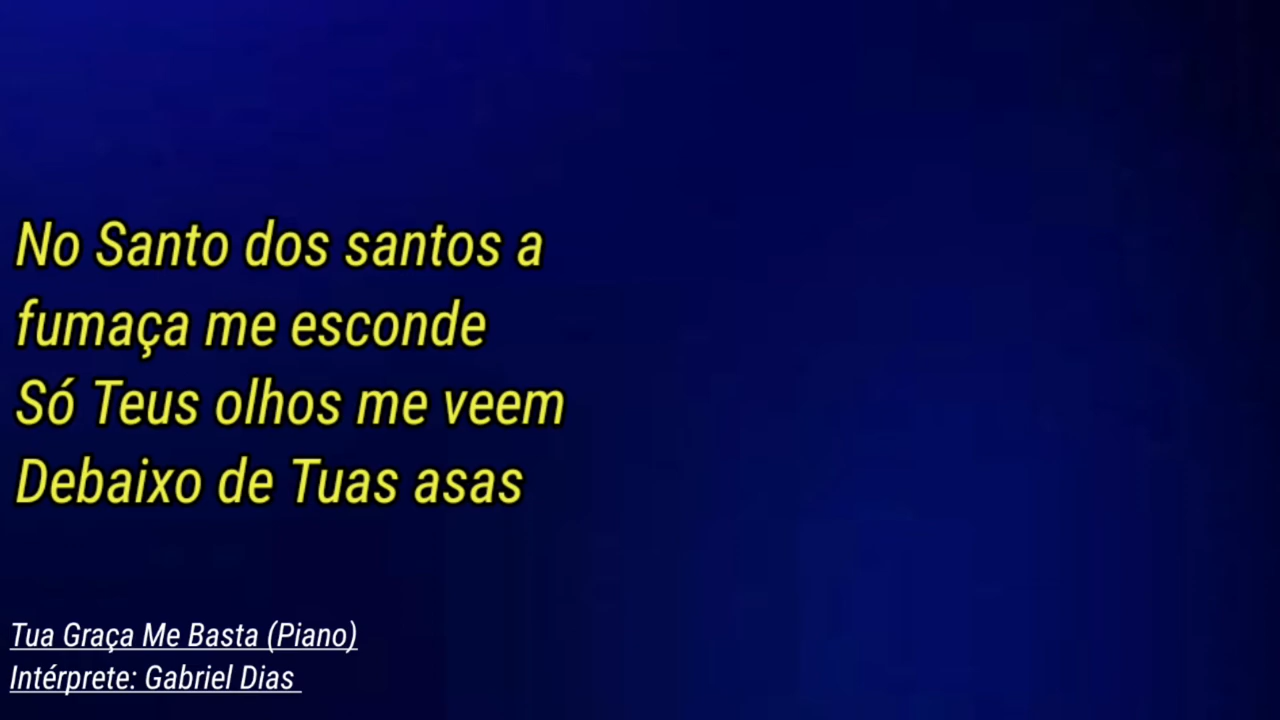 No Santo dos santos a
fumaça me esconde
Só Teus olhos me veem
Debaixo de Tuas asas
Tua Graça Me Basta (Piano)
Intérprete: Gabriel Dias